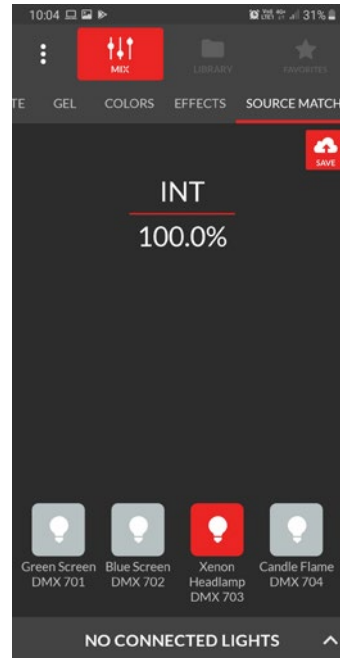 10:04 31%
MIX LIBRARY FAVORITES
TE GEL COLORS EFFECTS SOURCE MATCH
SAVE
INT
100.0%
Green Screen Blue Screen Xenon Candle Flame
DMX 701 DMX 702 Headlamp DMX 704
DMX 703
NO CONNECTED LIGHTS